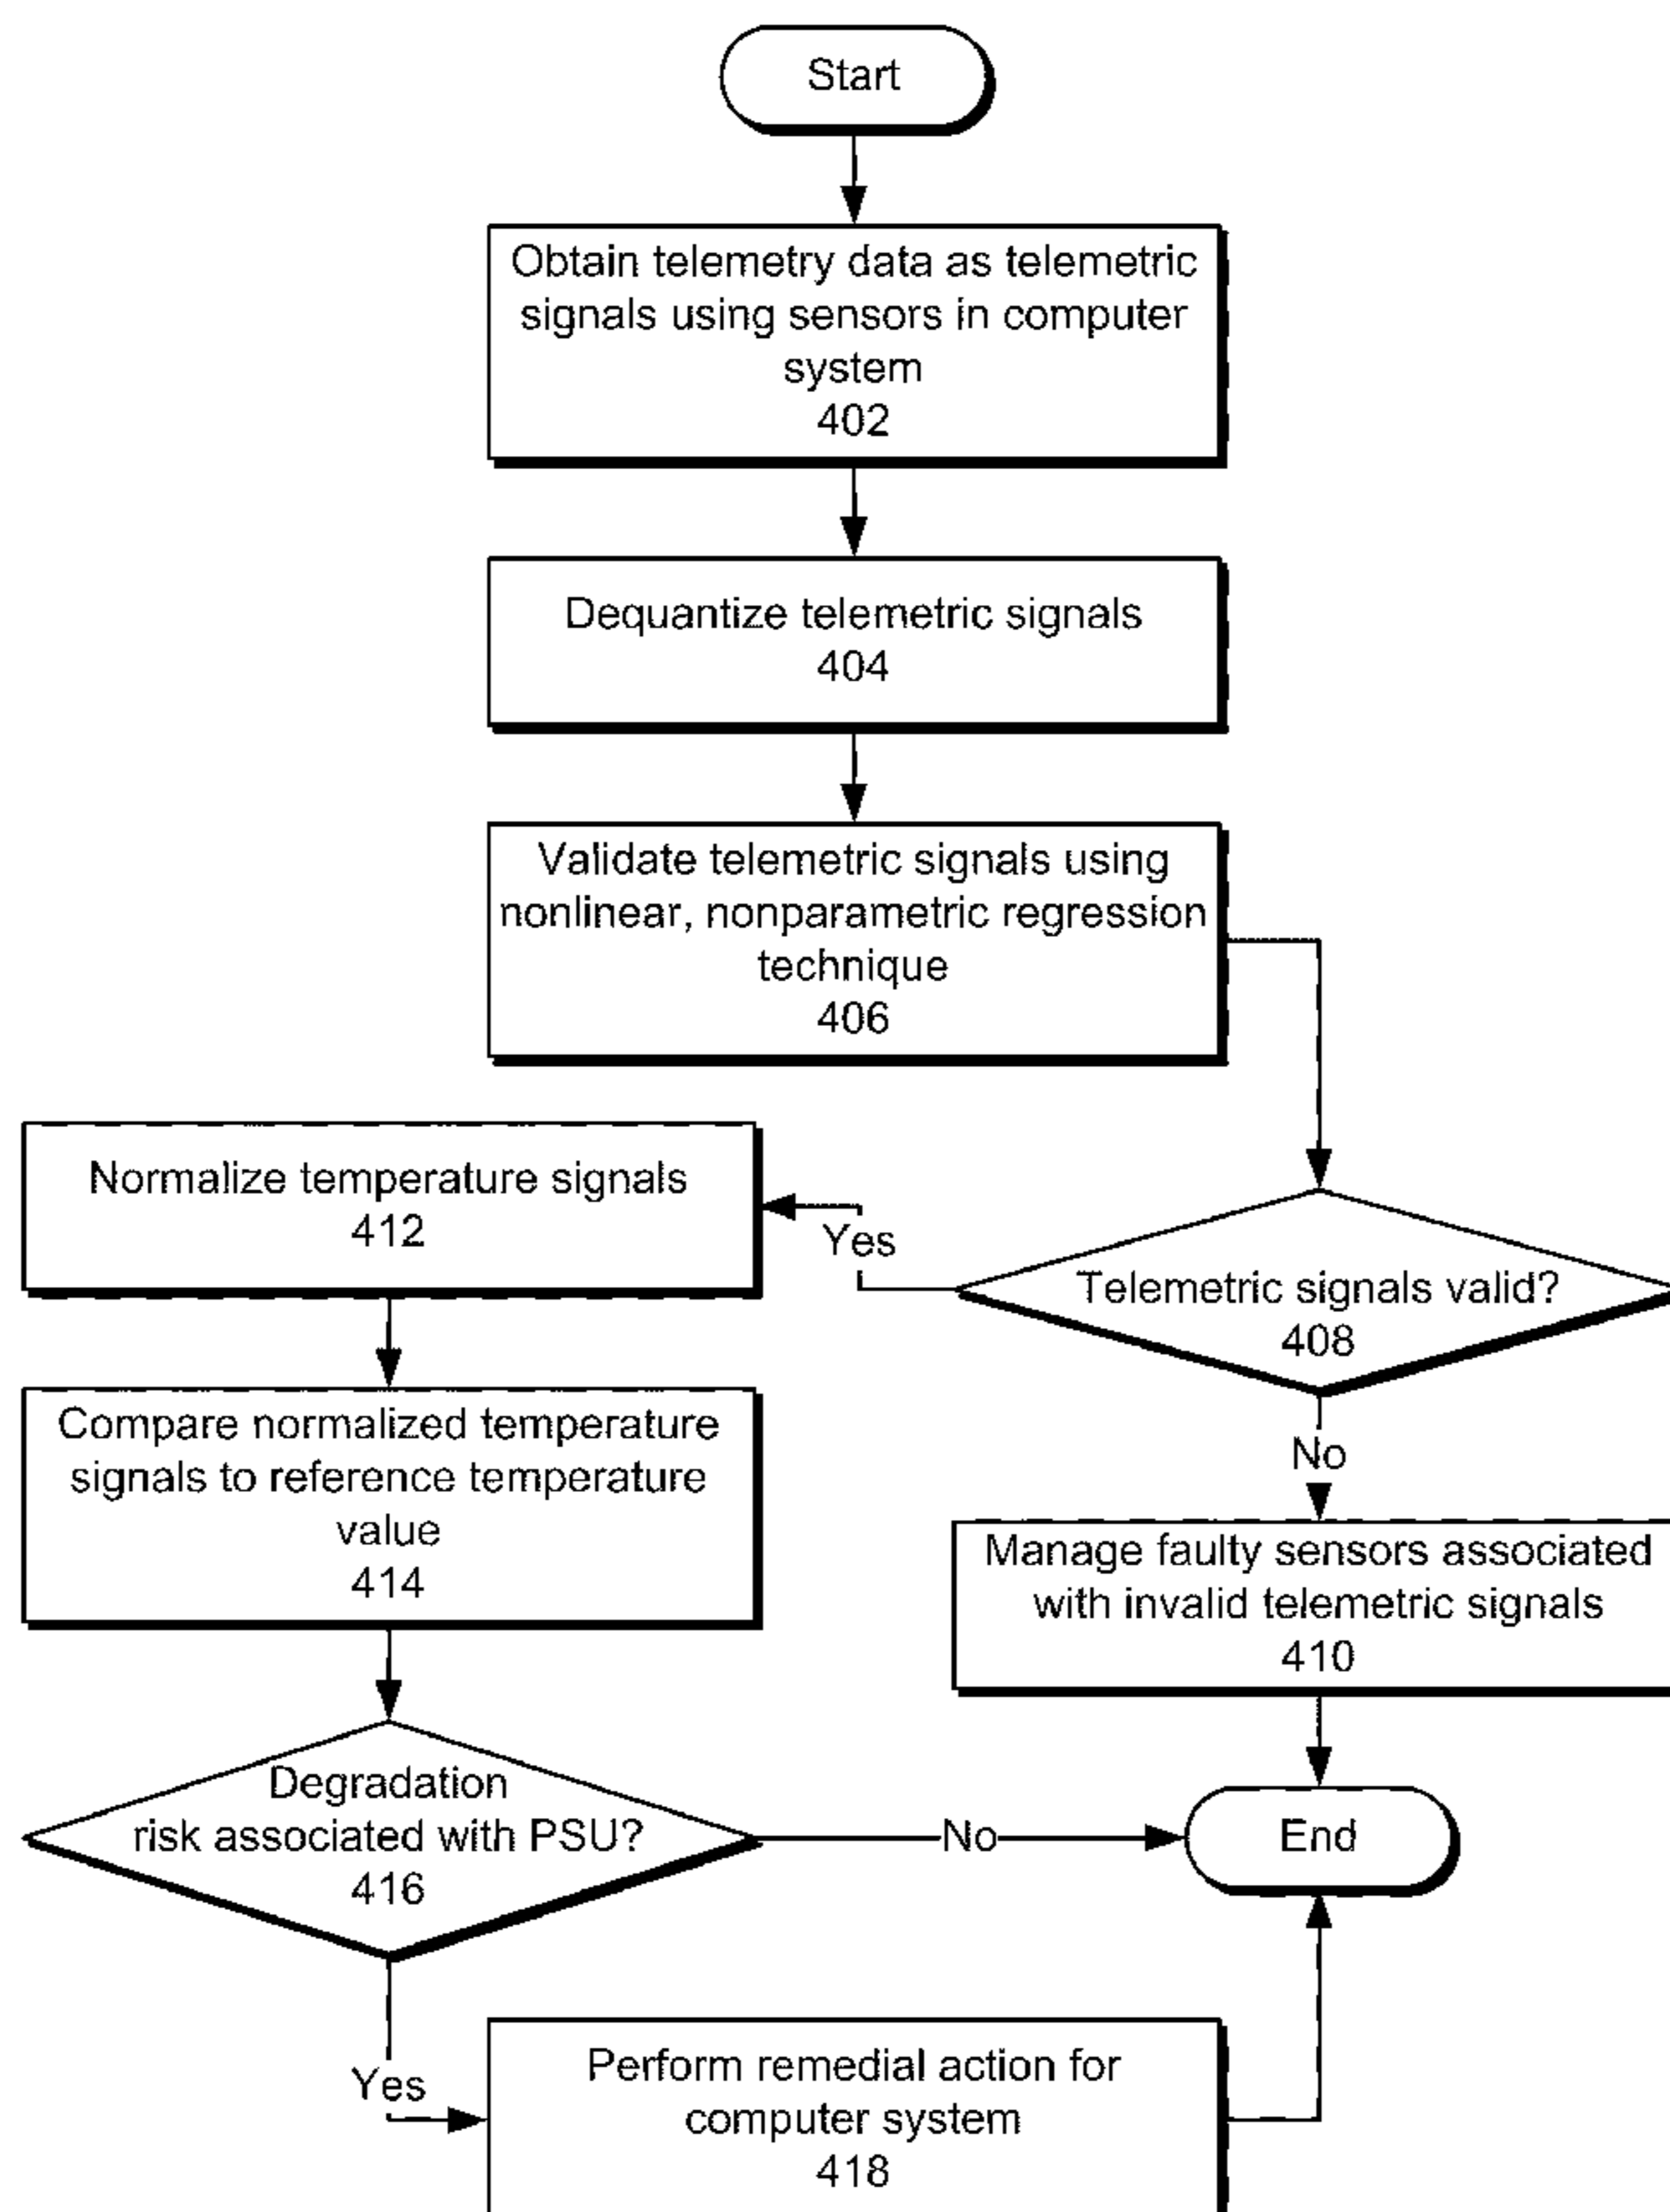 Start
Obtain telemetry data as telemetric
signals using sensors in computer
system
402
Dequantize telemetric signals
404
Validate telemetric signals using
nonlinear, nonparametric regression
technique
406
Normalize temperature signals
412
Yes
Telemetric signals valid?
408
Compare normalized temperature
signals to reference temperature
value
414
No
Manage faulty sensors associated
with invalid telemetric signals
410
Degradation
risk associated with PSU?
416
No
End
Yes
Perform remedial action for
computer system
418